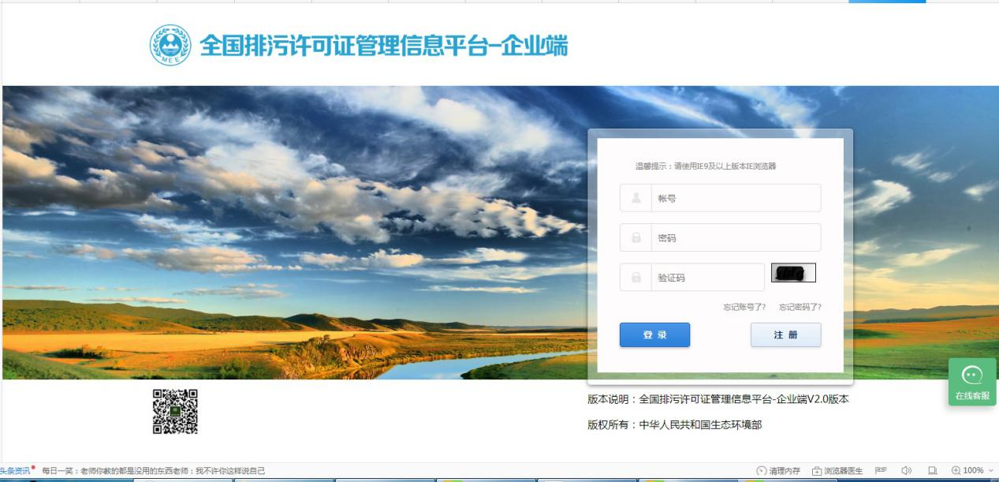 MEE
全国排污许可证管理信息平台-企业端
温馨提示：请使用IE9及以上版本IE浏览器
帐号
密码
验证码
忘记账号了? 忘记密码了?
登 录 注 册
在线客服
版本说明：全国排污许可证管理信息平台-企业端V2.0版本
版权所有：中华人民共和国生态环境部
头条资讯 每日一笑：老师你教的都是没用的东西老师：我不许你这样说自己 清理内存 浏览器医生 100%